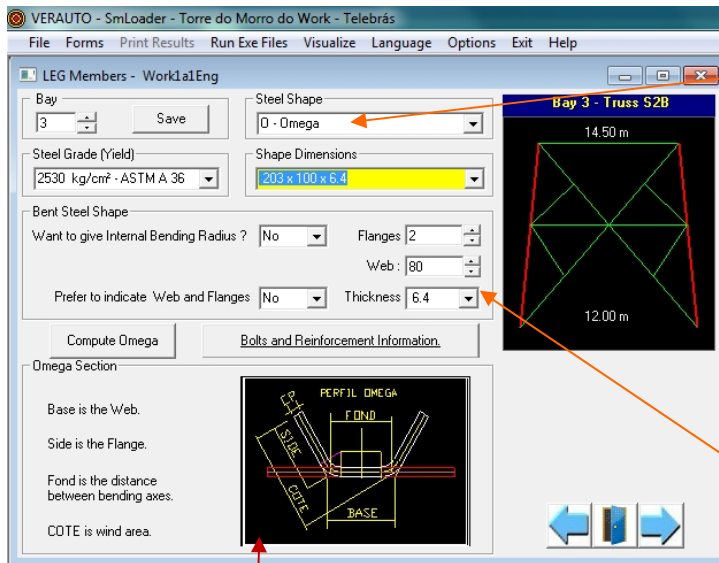 VERAUTO - SmLoader - Torre do Morro do Work - Telebrás
File Forms Print Results Run Exe Files Visualize Language Options Exit Help
LEG Members - Work1a1Eng
Bay
3
Save
Steel Shape
O - Omega
Steel Grade (Yield)
2530 kg/cm² - ASTM A 36
Shape Dimensions
203 x 100 x 6.4
Bay 3 - Truss S2B
14.50 m
12.00 m
Bent Steel Shape
Want to give Internal Bending Radius ? No
Flanges 2
Web : 80
Prefer to indicate Web and Flanges No
Thickness 6.4
Compute Omega
Bolts and Reinforcement Information.
Omega Section
Base is the Web.
Side is the Flange.
Fond is the distance
between bending axes.
COTE is wind area.
PERFIL OMEGA
EP
FOND
SIDE
COTE
BASE